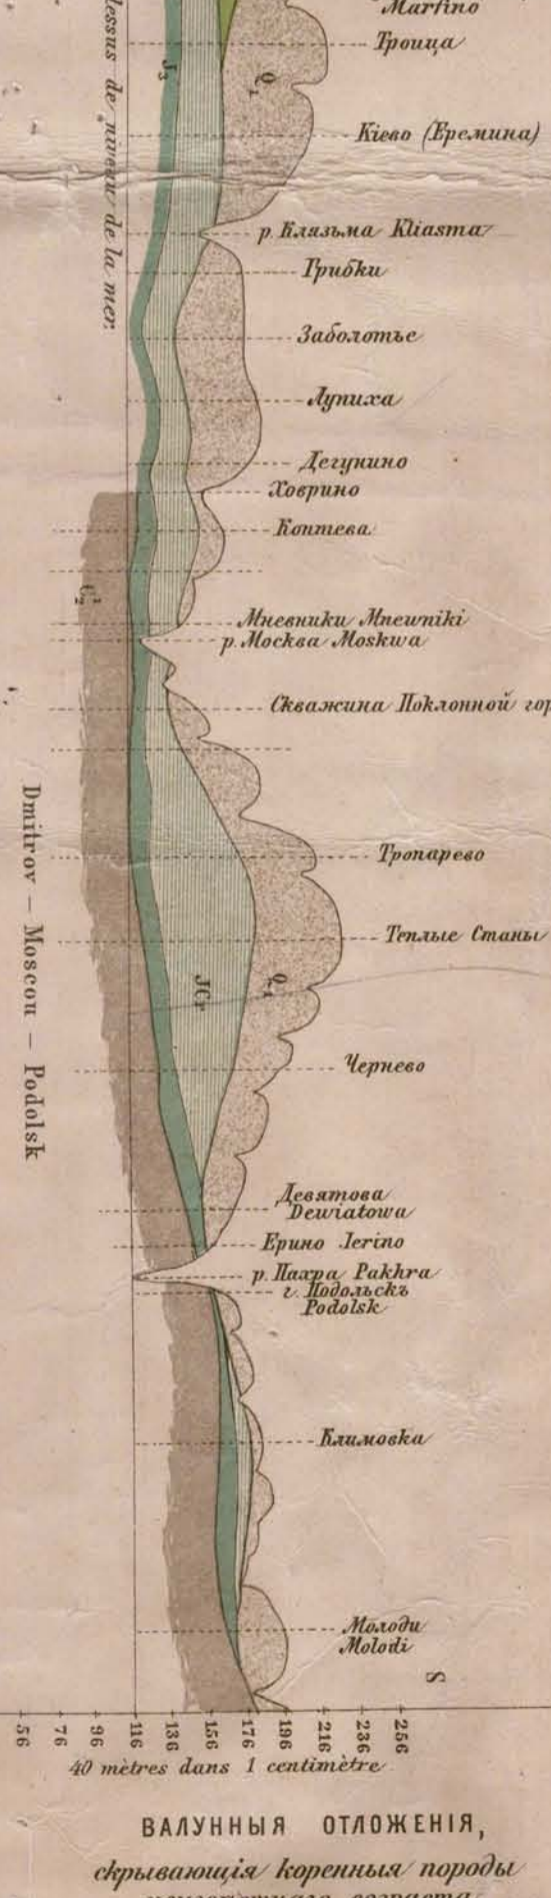 Martino
Троица
Кіево (Еремина)
р. Клязьма Kliasma
Грибки
Заболотье
Лупиха
Дегунино
Ховрино
Коптева
Мневники Mnewniki
р. Москва Moskwa
Скважина Поклонной гор
Тропарево
Теплые Станы
Чернево
Девятова
Dewiatowa
Ерино Jerino
р. Пахра Pakhra
г. Подольскъ
Podolsk
Климовка
Молоди
Molodi
S
dessus de niveau de la mer.
J3
Q1
C12
JCr
Q1
Dmitrov — Moscou — Podolsk
56 76 96 116 136 156 176 196 216 236 256
40 mètres dans 1 centimètre
ВАЛУННЫЯ ОТЛОЖЕНІЯ,
скрывающія коренныя породы